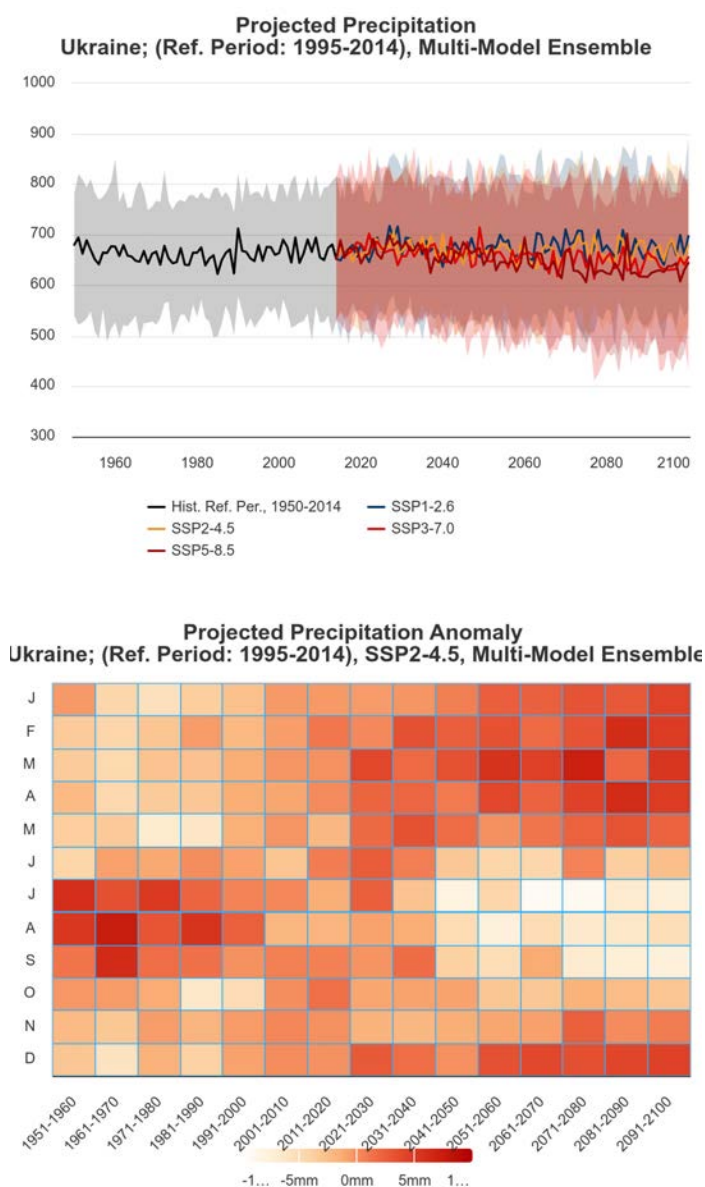 Projected Precipitation
Ukraine; (Ref. Period: 1995-2014), Multi-Model Ensemble
1000
900
800
700
600
500
400
300
1960 1980 2000 2020 2040 2060 2080 2100
Hist. Ref. Per., 1950-2014 SSP1-2.6
SSP2-4.5 SSP3-7.0
SSP5-8.5
Projected Precipitation Anomaly
Ukraine; (Ref. Period: 1995-2014), SSP2-4.5, Multi-Model Ensemble
J
F
M
A
M
J
J
A
S
O
N
D
1951-1960 1961-1970 1971-1980 1981-1990 1991-2000 2001-2010 2011-2020 2021-2030 2031-2040 2041-2050 2051-2060 2061-2070 2071-2080 2081-2090 2091-2100
-1... -5mm 0mm 5mm 1...